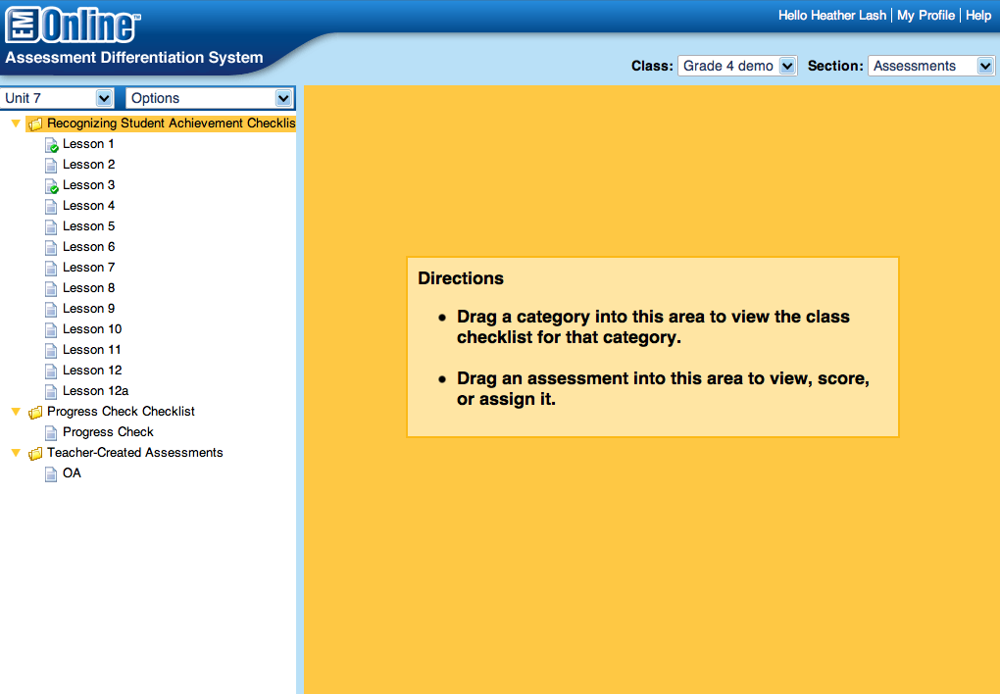 EM Online™
Hello Heather Lash | My Profile | Help
Assessment Differentiation System
Class: Grade 4 demo Section: Assessments
Unit 7 Options
Recognizing Student Achievement Checklis
Lesson 1
Lesson 2
Lesson 3
Lesson 4
Lesson 5
Lesson 6
Lesson 7
Lesson 8
Lesson 9
Lesson 10
Lesson 11
Lesson 12
Lesson 12a
Progress Check Checklist
Progress Check
Teacher-Created Assessments
OA
Directions
• Drag a category into this area to view the class
checklist for that category.
• Drag an assessment into this area to view, score,
or assign it.